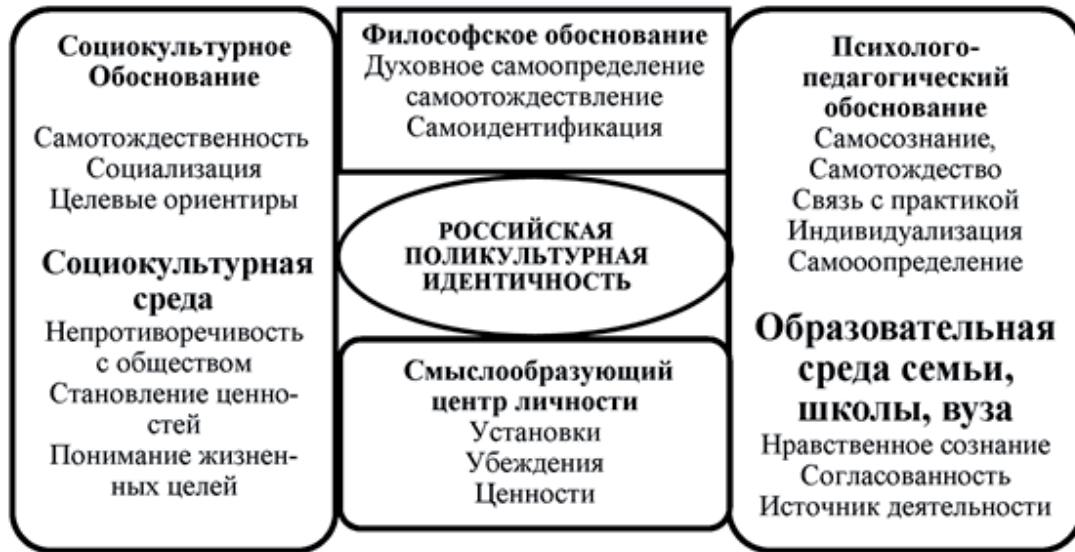 Социокультурное
Обоснование
Самотождественность
Социализация
Целевые ориентиры
Социокультурная
среда
Непротиворечивость
с обществом
Становление ценно-
стей
Понимание жизнен-
ных целей
Философское обоснование
Духовное самоопределение
самоотождествление
Самоидентификация
РОССИЙСКАЯ
ПОЛИКУЛЬТУРНАЯ
ИДЕНТИЧНОСТЬ
Смыслообразующий
центр личности
Установки
Убеждения
Ценности
Психолого-
педагогический
обоснование
Самосознание,
Самотождество
Связь с практикой
Индивидуализация
Самооопределение
Образовательная
среда семьи,
школы, вуза
Нравственное сознание
Согласованность
Источник деятельности